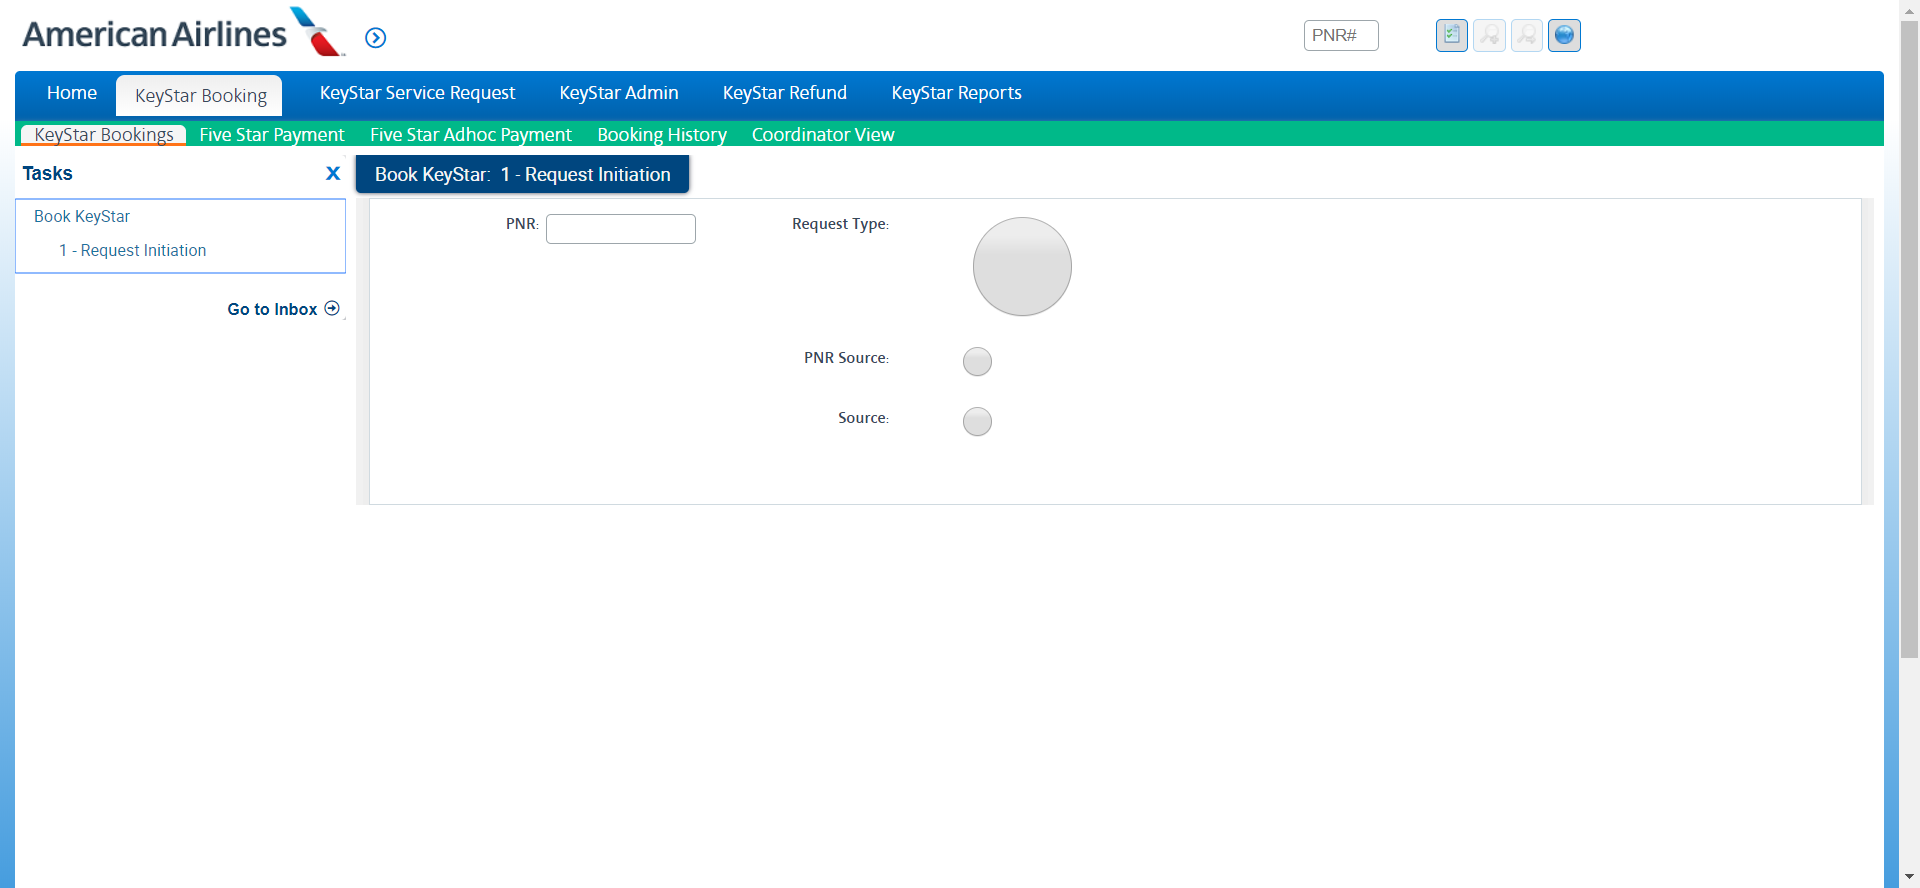 American Airlines
PNR#
Home KeyStar Booking KeyStar Service Request KeyStar Admin KeyStar Refund KeyStar Reports
KeyStar Bookings Five Star Payment Five Star Adhoc Payment Booking History Coordinator View
Tasks X
Book KeyStar: 1 - Request Initiation
Book KeyStar
1 - Request Initiation
Go to Inbox
PNR:
Request Type:
PNR Source:
Source: